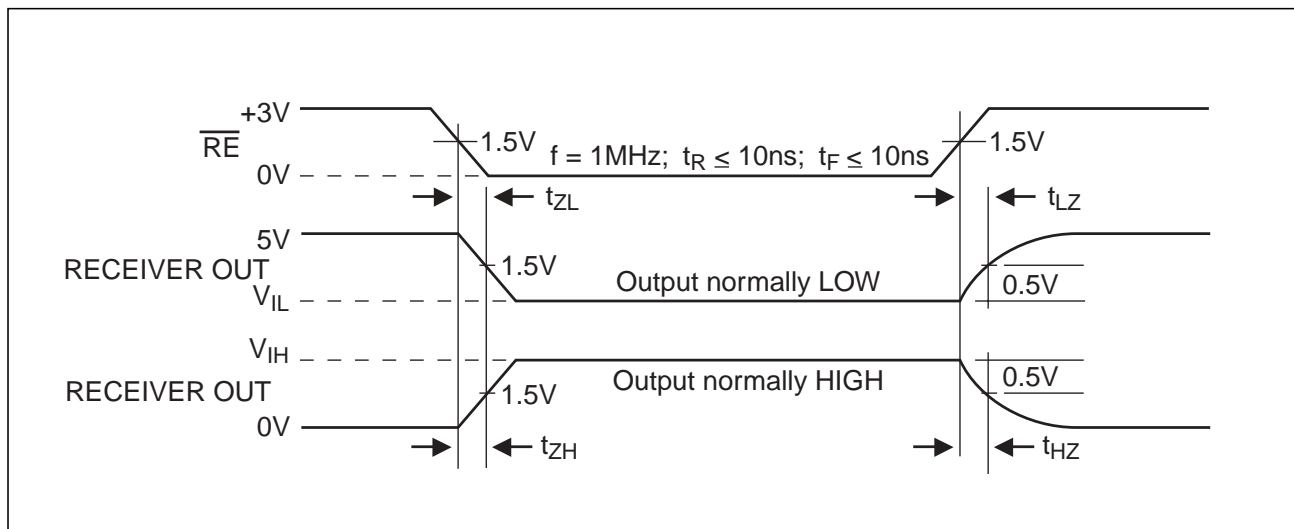 +3V
RE
1.5V
1.5V
f = 1MHz; tR ≤ 10ns; tF ≤ 10ns
0V
tZL
tLZ
5V
RECEIVER OUT
1.5V
Output normally LOW
0.5V
VIL
VIH
RECEIVER OUT
1.5V
Output normally HIGH
0.5V
0V
tZH
tHZ